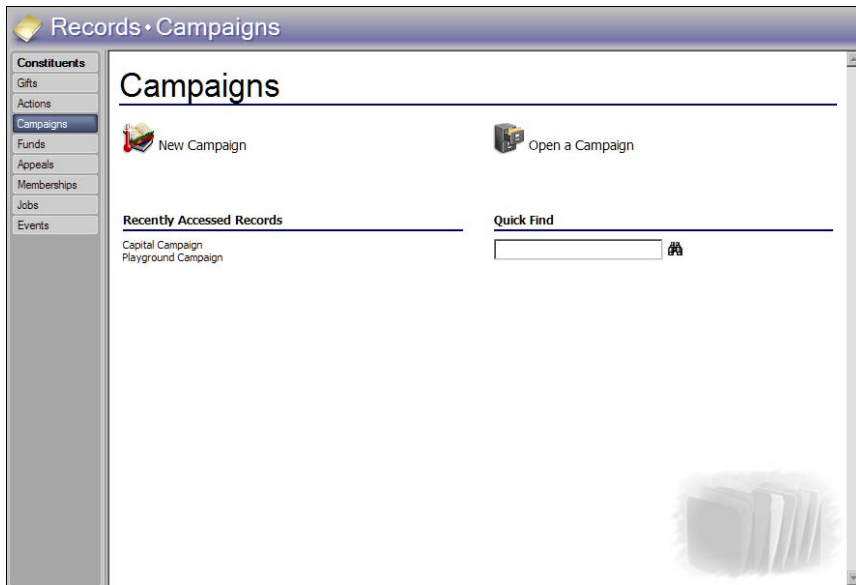 Records • Campaigns
Constituents
Gifts
Actions
Campaigns
Funds
Appeals
Memberships
Jobs
Events
Campaigns
New Campaign
Open a Campaign
Recently Accessed Records
Capital Campaign
Playground Campaign
Quick Find